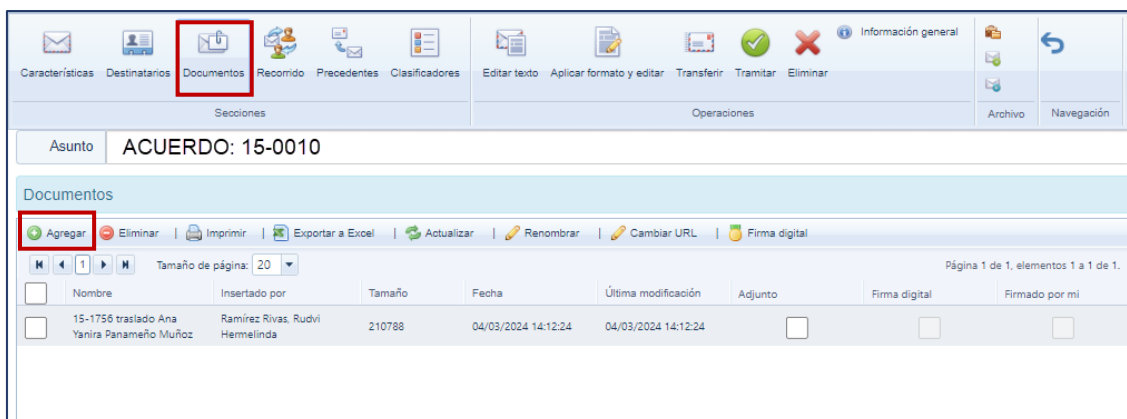 Características Destinatarios Documentos Recorrido Precedentes Clasificadores Editar texto Aplicar formato y editar Transferir Tramitar Eliminar Información general
Secciones Operaciones Archivo Navegación
Asunto ACUERDO: 15-0010
Documentos
Agregar Eliminar | Imprimir | Exportar a Excel | Actualizar | Renombrar | Cambiar URL | Firma digital
1 Tamaño de página: 20 Página 1 de 1, elementos 1 a 1 de 1.
Nombre Insertado por Tamaño Fecha Última modificación Adjunto Firma digital Firmado por mi
15-1756 traslado Ana Ramírez Rivas, Rudvi 210788 04/03/2024 14:12:24 04/03/2024 14:12:24
Yanira Panameño Muñoz Hermelinda